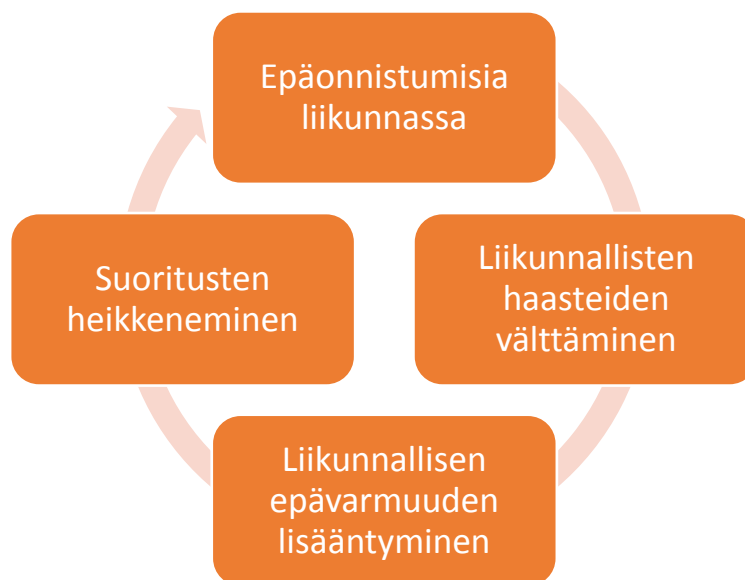 Epäonnistumisia
liikunnassa
Liikunnallisten
haasteiden
välttäminen
Liikunnallisen
epävarmuuden
lisääntyminen
Suoritusten
heikkeneminen